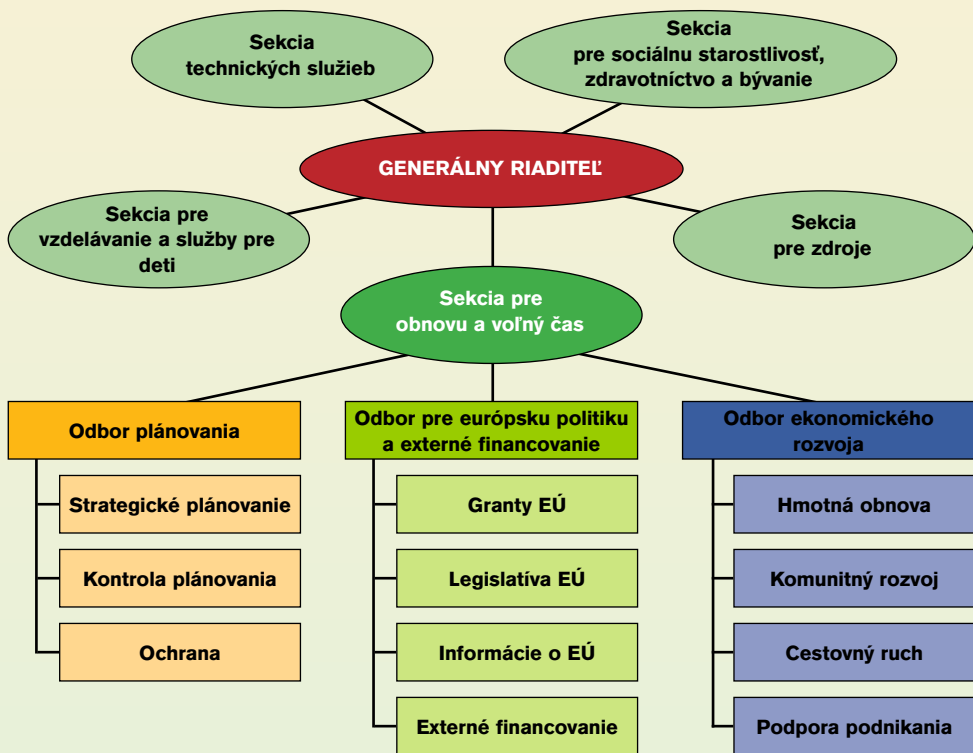 Sekcia
technických služieb
Sekcia
pre sociálnu starostlivosť,
zdravotníctvo a bývanie
GENERÁLNY RIADITEĽ
Sekcia pre
vzdelávanie a služby pre
deti
Sekcia
pre zdroje
Sekcia pre
obnovu a voľný čas
Odbor plánovania
Strategické plánovanie
Kontrola plánovania
Ochrana
Odbor pre európsku politiku
a externé financovanie
Granty EÚ
Legislatíva EÚ
Informácie o EÚ
Externé financovanie
Odbor ekonomického
rozvoja
Hmotná obnova
Komunitný rozvoj
Cestovný ruch
Podpora podnikania